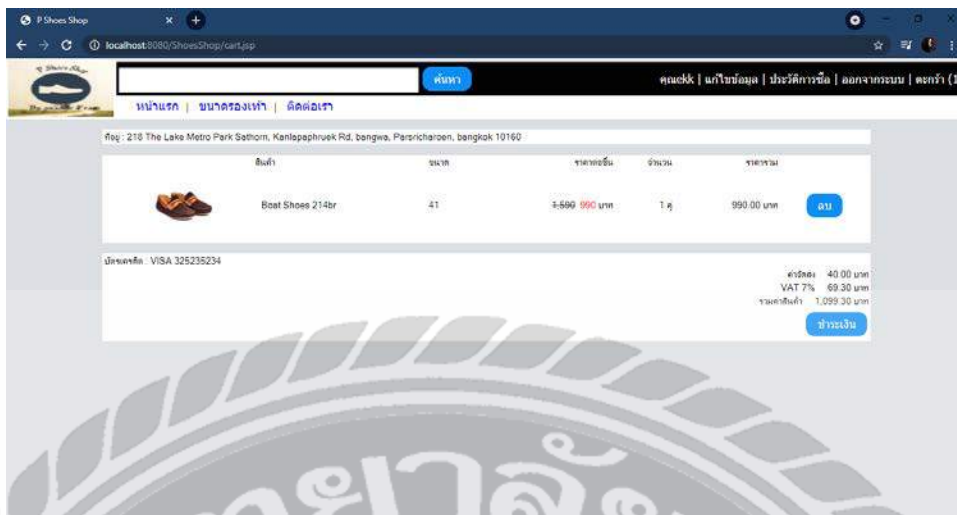 P Shoes Shop
localhost:8080/ShoesShop/cart.jsp
P Shoes Shop
ค้นหา
คุณekk | แก้ไขข้อมูล | ประวัติการซื้อ | ออกจากระบบ | ตะกร้า (1
หน้าแรก | ขนาดรองเท้า | ติดต่อเรา
ที่อยู่ : 218 The Lake Metro Park Sathorn, Kanlapaphruek Rd, bangwa, Parsricharoen, bangkok 10160
สินค้า ขนาด ราคาต่อชิ้น จำนวน ราคารวม
Boat Shoes 214br 41 1,590 990 บาท 1 คู่ 990.00 บาท ลบ
บัตรเครดิต : VISA 325235234
ค่าจัดส่ง 40.00 บาท
VAT 7% 69.30 บาท
รวมค่าสินค้า 1,099.30 บาท
ชำระเงิน